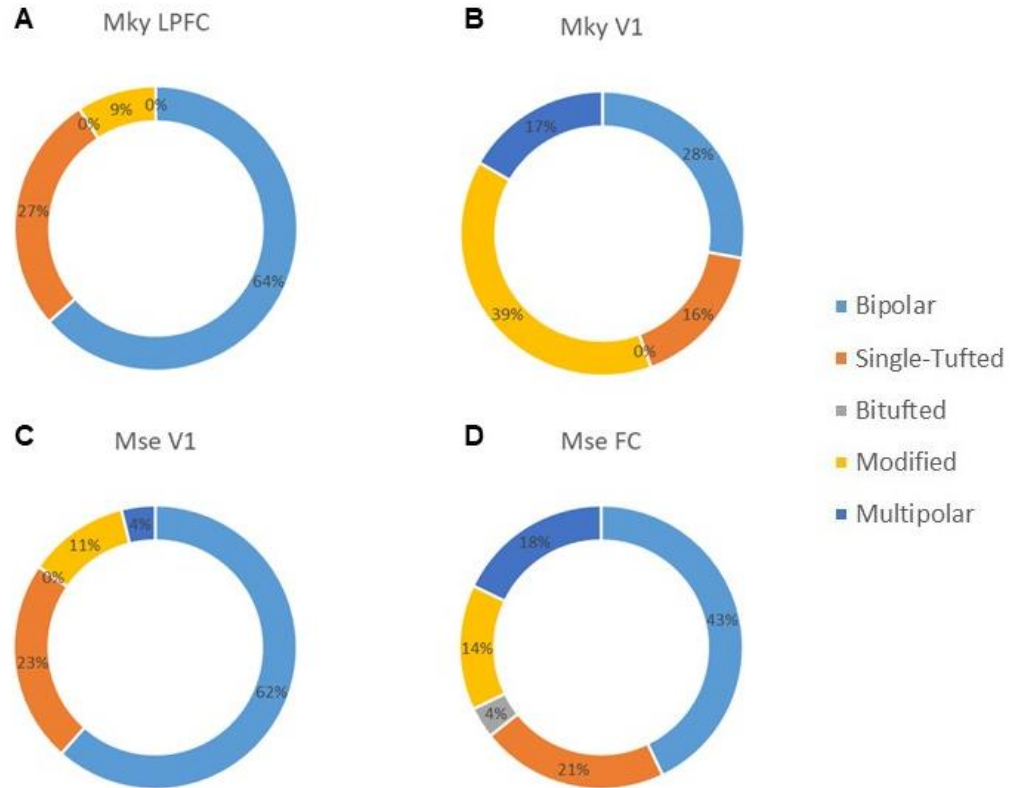 A
Mky LPFC
0%
9%
0%
27%
64%
B
Mky V1
17%
28%
39%
16%
0%
Bipolar
Single-Tufted
Bitufted
Modified
Multipolar
C
Mse V1
4%
11%
0%
23%
62%
D
Mse FC
18%
43%
14%
4%
21%